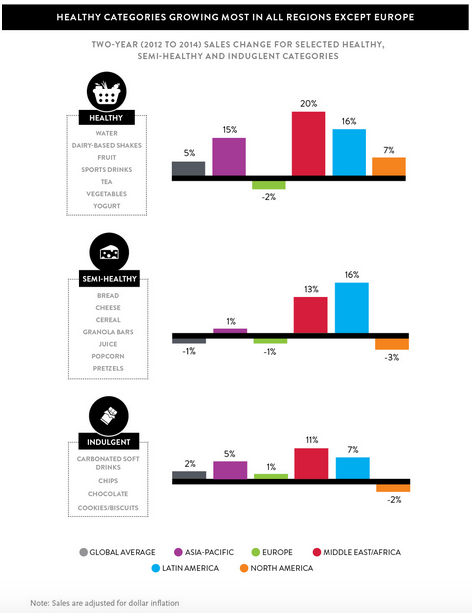 HEALTHY CATEGORIES GROWING MOST IN ALL REGIONS EXCEPT EUROPE
TWO-YEAR (2012 TO 2014) SALES CHANGE FOR SELECTED HEALTHY,
SEMI-HEALTHY AND INDUGLENT CATEGORIES
HEALTHY
WATER
DAIRY-BASED SHAKES
FRUIT
SPORTS DRINKS
TEA
VEGETABLES
YOGURT
5%
15%
-2%
20%
16%
7%
SEMI-HEALTHY
BREAD
CHEESE
CEREAL
GRANOLA BARS
JUICE
POPCORN
PRETZELS
-1%
1%
-1%
13%
16%
-3%
INDULGENT
CARBONATED SOFT
DRINKS
CHIPS
CHOCOLATE
COOKIES/BISCUITS
2%
5%
1%
11%
7%
-2%
GLOBAL AVERAGE ASIA-PACIFIC EUROPE MIDDLE EAST/AFRICA
LATIN AMERICA NORTH AMERICA
Note: Sales are adjusted for dollar inflation